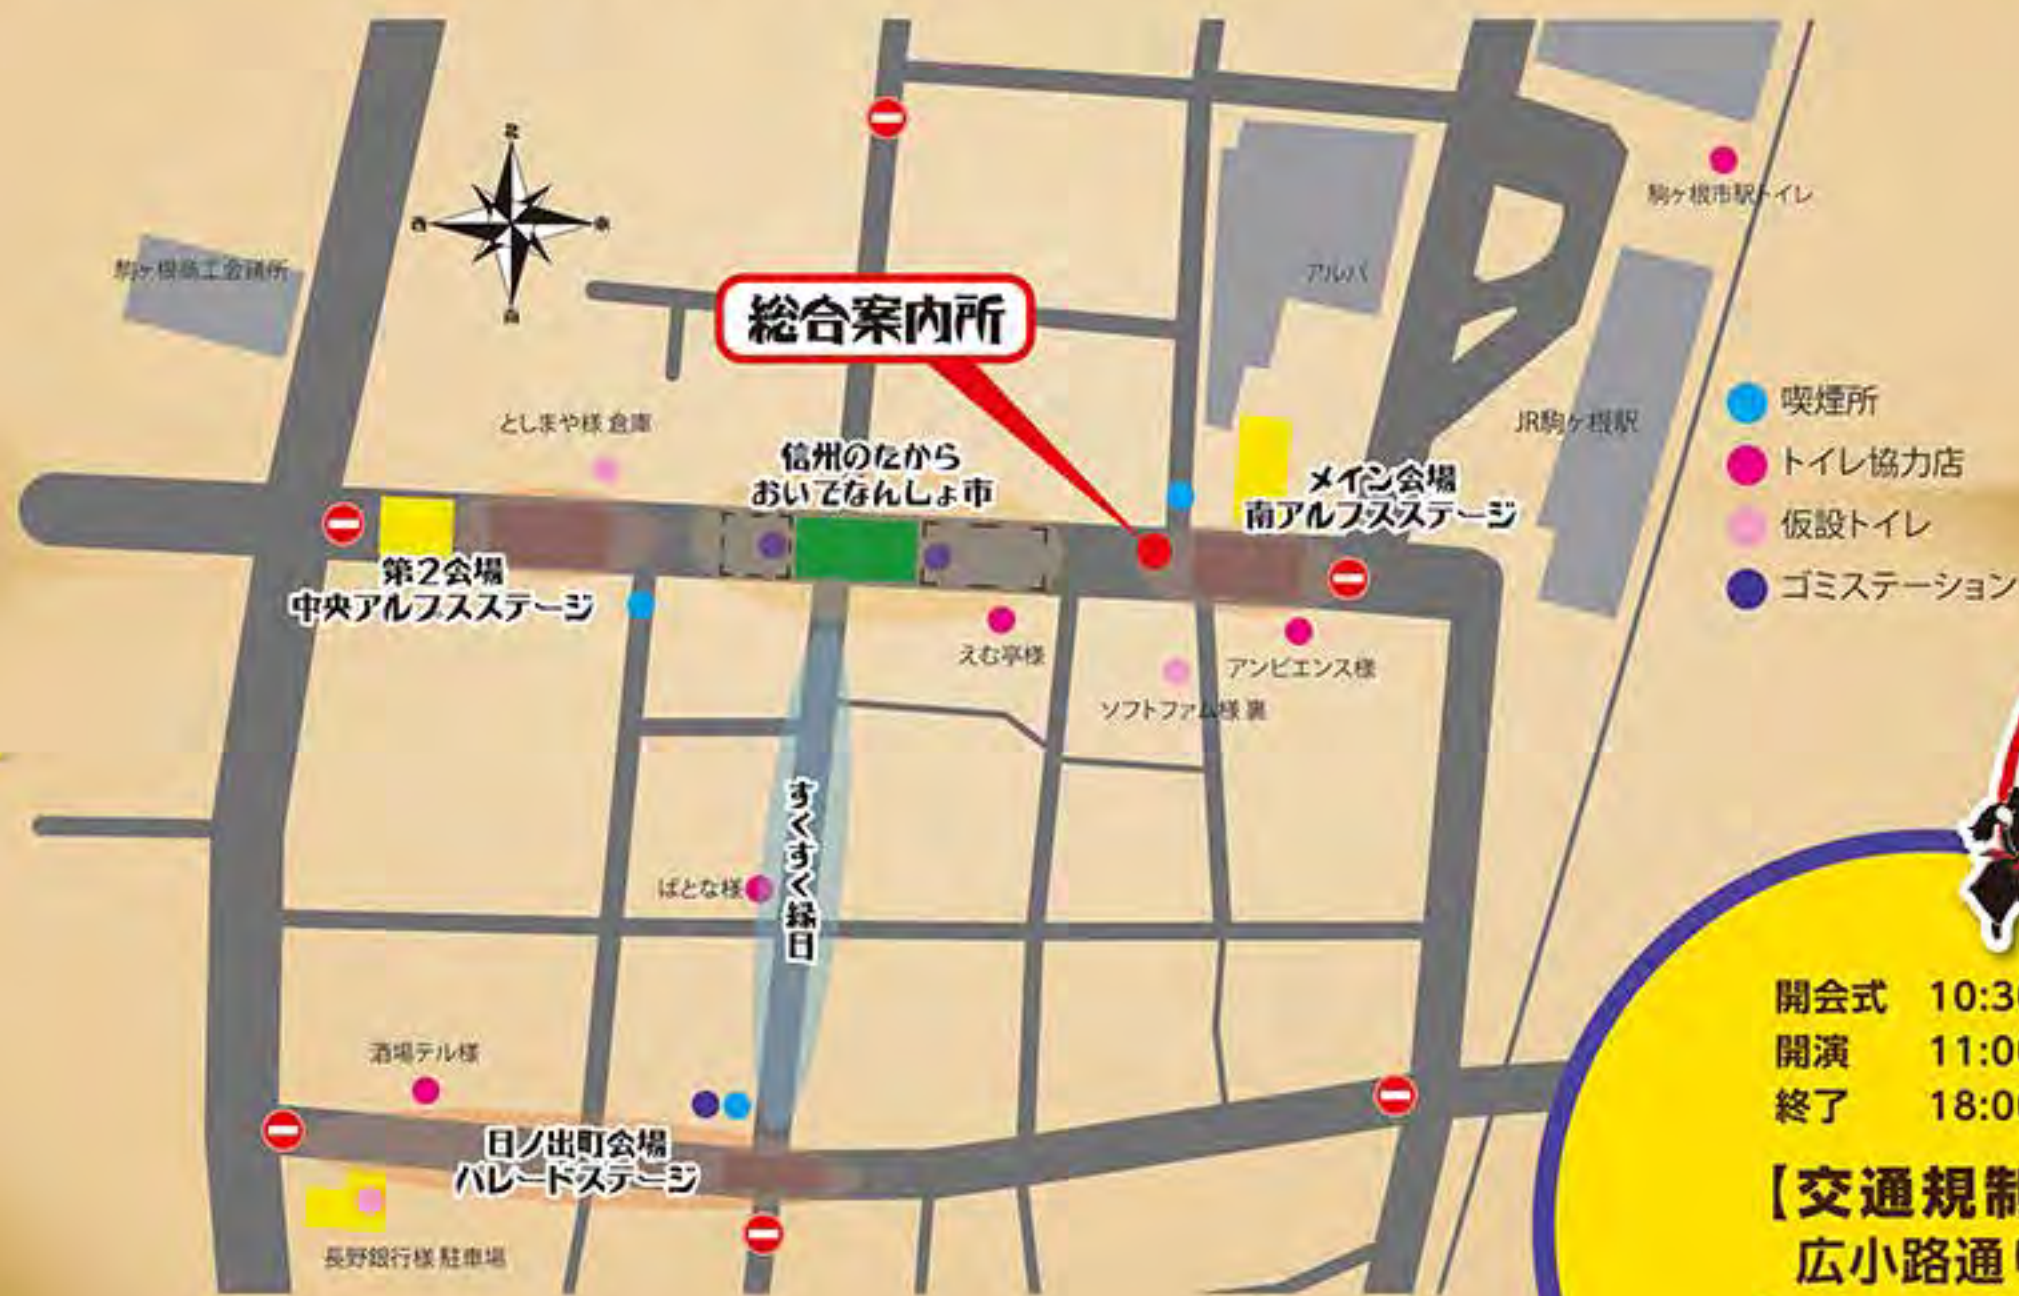 北
西
東
南
駒ヶ根商工会議所
総合案内所
アルパ
駒ヶ根市駅トイレ
JR駒ヶ根駅
喫煙所
トイレ協力店
仮設トイレ
ゴミステーション
としまや様 倉庫
信州のたから
おいでなんしょ市
メイン会場
南アルプスステージ
第2会場
中央アルプスステージ
えむ亭様
アンビエンス様
ソフトファム様 裏
すくすく縁日
ぱとな様
酒場テル様
日ノ出町会場
パレードステージ
長野銀行様 駐車場
開会式 10:30
開演 11:00
終了 18:00
【交通規制
広小路通り